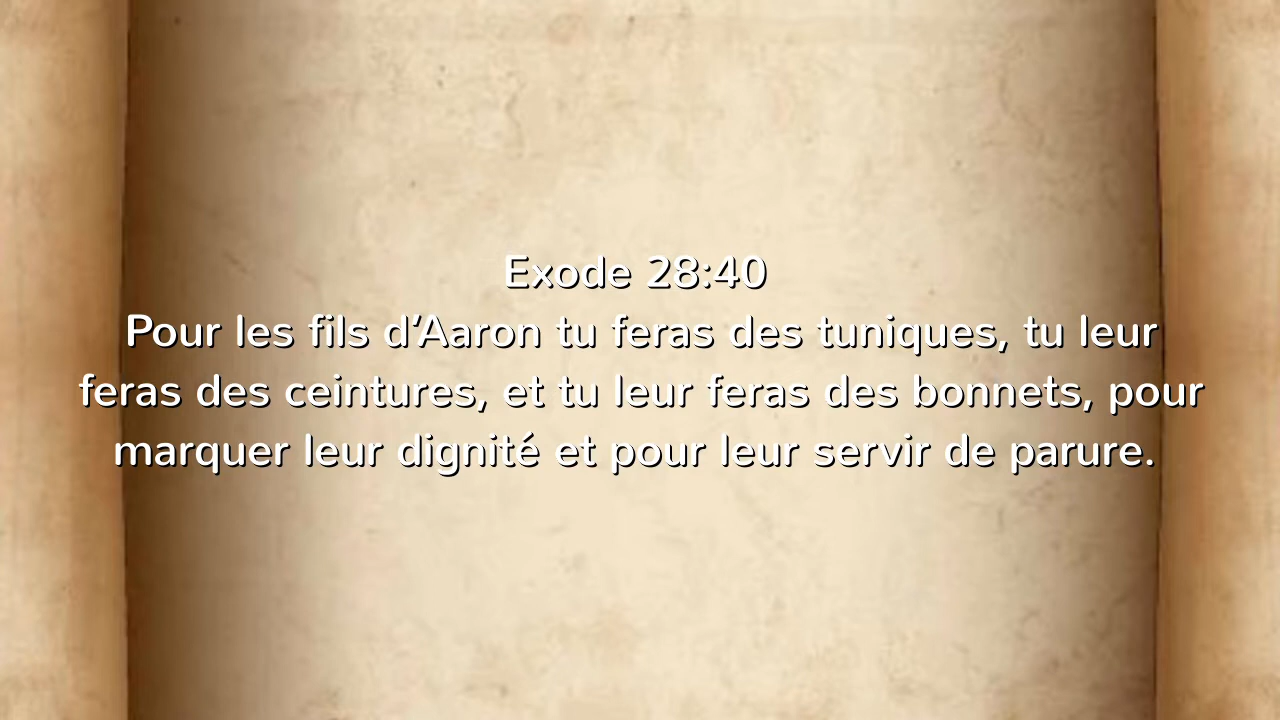 Exode 28:40
Pour les fils d’Aaron tu feras des tuniques, tu leur
feras des ceintures, et tu leur feras des bonnets, pour
marquer leur dignité et pour leur servir de parure.